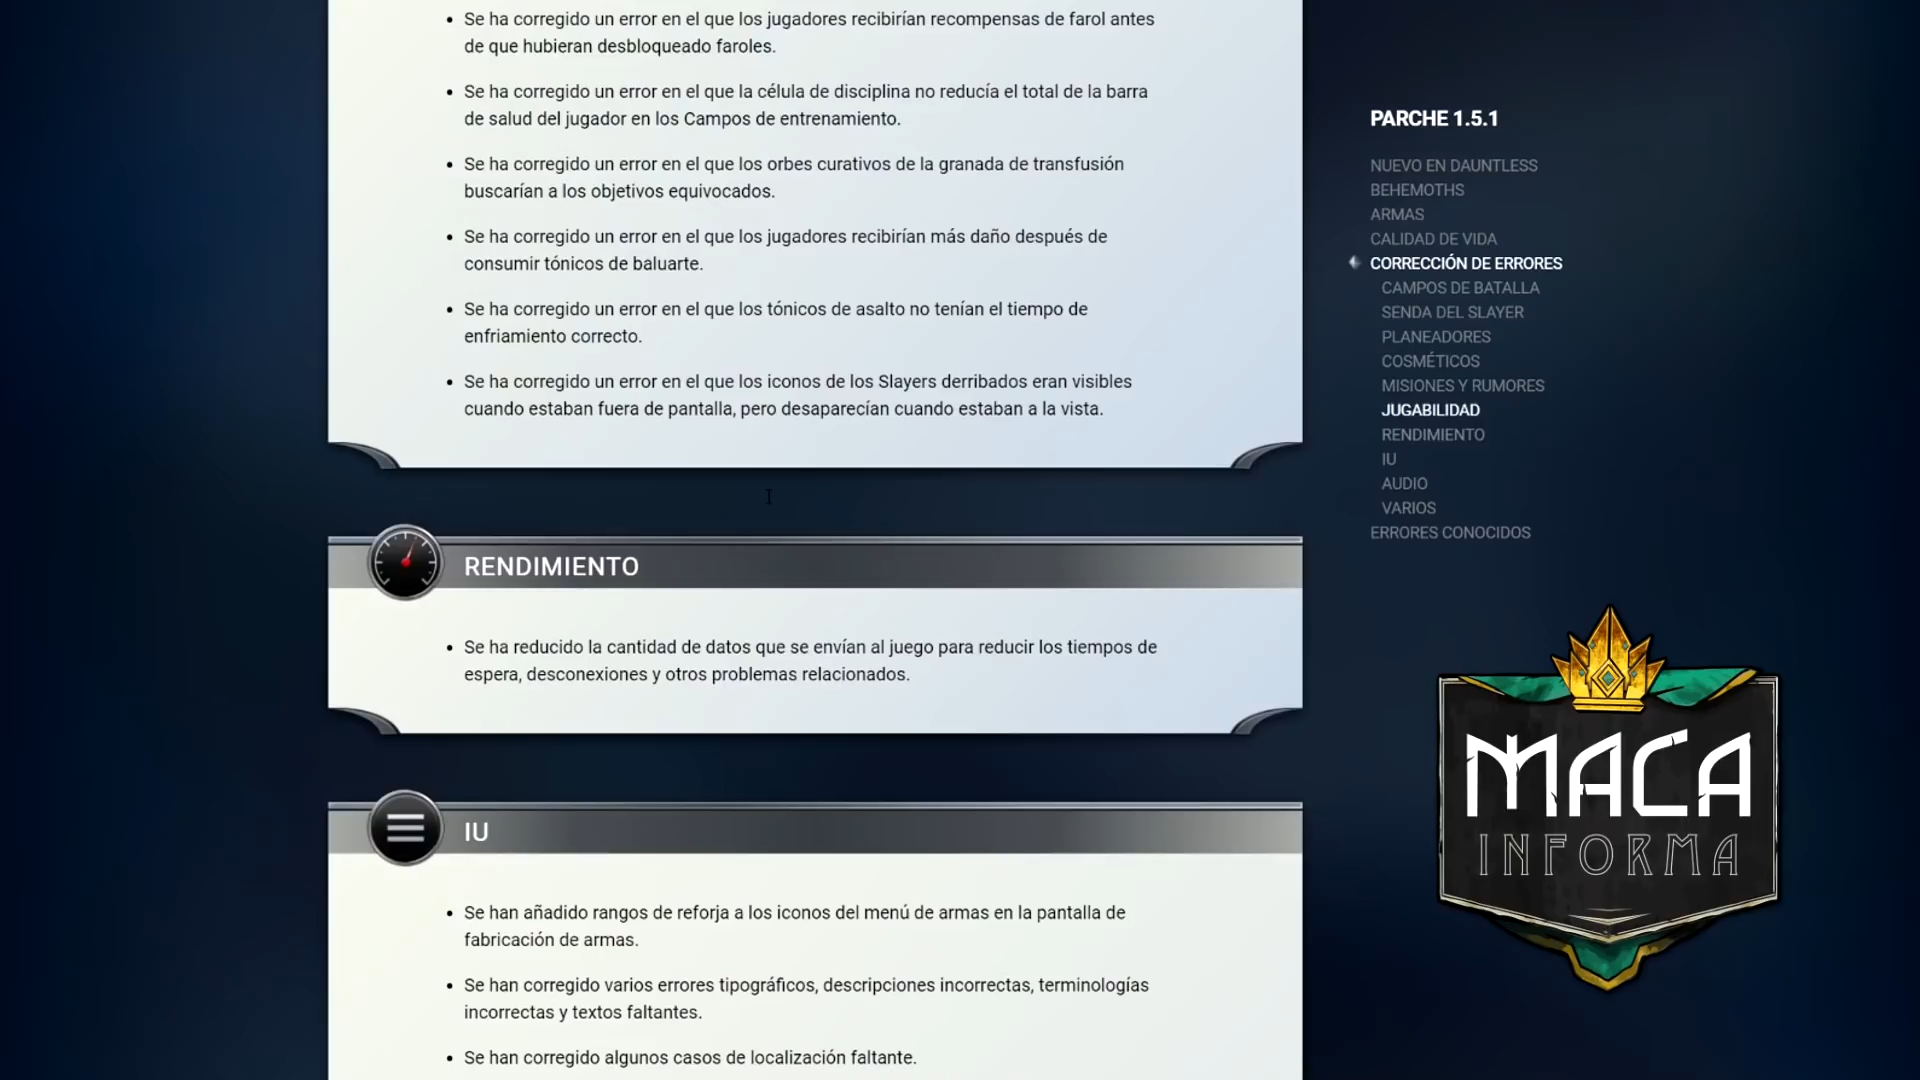 Se ha corregido un error en el que los jugadores recibirían recompensas de farol antes
de que hubieran desbloqueado faroles.
Se ha corregido un error en el que la célula de disciplina no reducía el total de la barra
de salud del jugador en los Campos de entrenamiento.
Se ha corregido un error en el que los orbes curativos de la granada de transfusión
buscarían a los objetivos equivocados.
Se ha corregido un error en el que los jugadores recibirían más daño después de
consumir tónicos de baluarte.
Se ha corregido un error en el que los tónicos de asalto no tenían el tiempo de
enfriamiento correcto.
Se ha corregido un error en el que los iconos de los Slayers derribados eran visibles
cuando estaban fuera de pantalla, pero desaparecían cuando estaban a la vista.
RENDIMIENTO
Se ha reducido la cantidad de datos que se envían al juego para reducir los tiempos de
espera, desconexiones y otros problemas relacionados.
IU
Se han añadido rangos de reforja a los iconos del menú de armas en la pantalla de
fabricación de armas.
Se han corregido varios errores tipográficos, descripciones incorrectas, terminologías
incorrectas y textos faltantes.
Se han corregido algunos casos de localización faltante.
PARCHE 1.5.1
NUEVO EN DAUNTLESS
BEHEMOTHS
ARMAS
CALIDAD DE VIDA
CORRECCIÓN DE ERRORES
CAMPOS DE BATALLA
SENDA DEL SLAYER
PLANEADORES
COSMÉTICOS
MISIONES Y RUMORES
JUGABILIDAD
RENDIMIENTO
IU
AUDIO
VARIOS
ERRORES CONOCIDOS
MACA
INFORMA